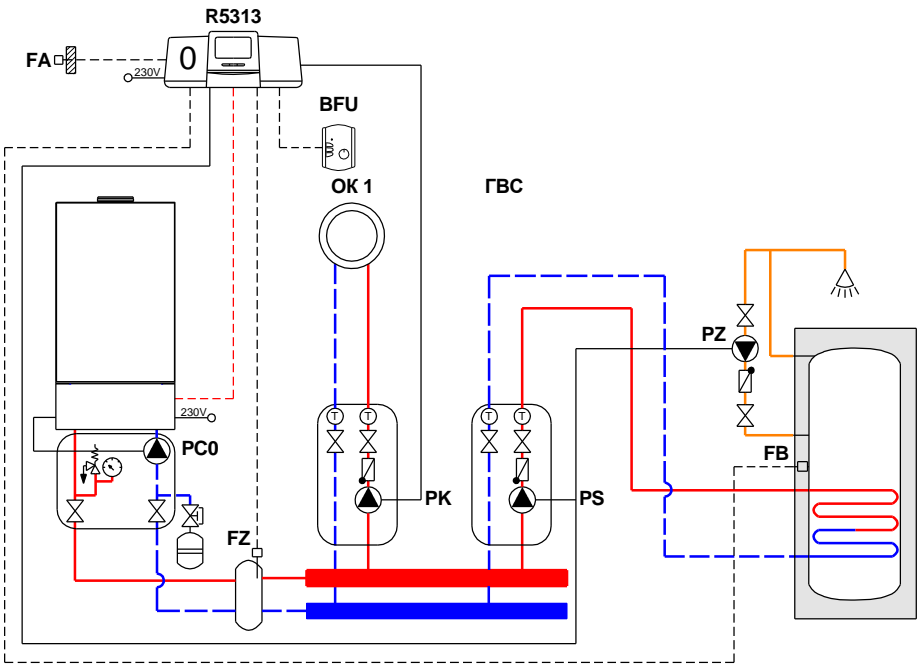 R5313
FA
0
230V
BFU
ОК 1
ГВС
PZ
230V
T
T
T
T
PC0
FB
PK
PS
FZ